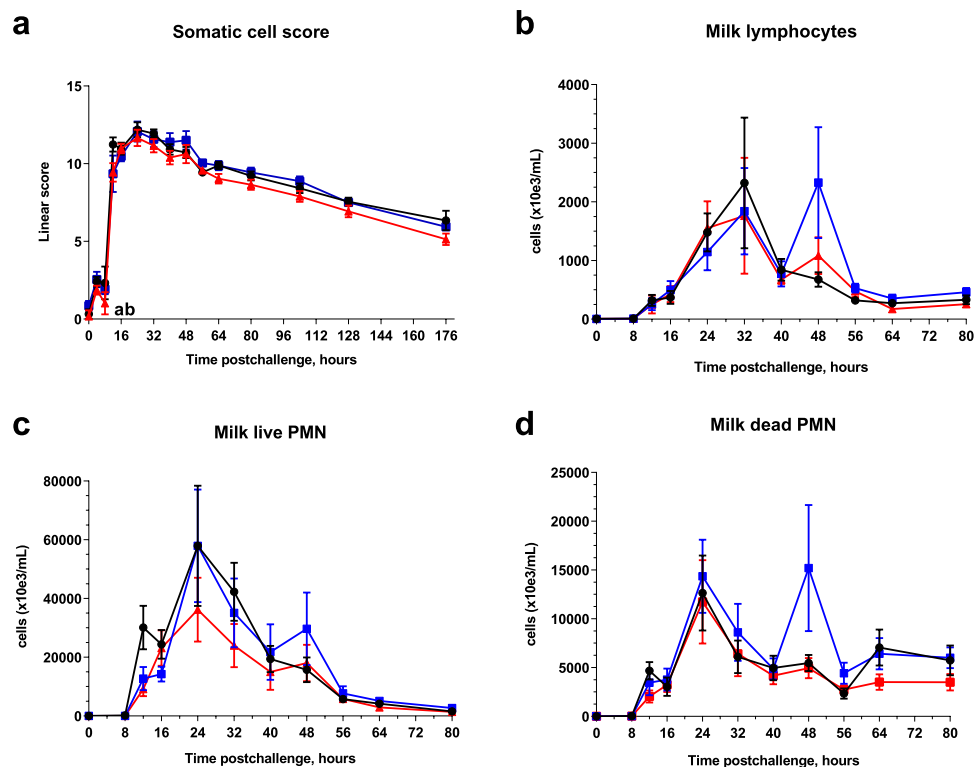 a
Somatic cell score
15
10
5
0
Linear score
ab
0 16 32 48 64 80 96 112 128 144 160 176
Time postchallenge, hours
b
Milk lymphocytes
4000
3000
2000
1000
0
cells (x10e3/mL)
0 8 16 24 32 40 48 56 64 72 80
Time postchallenge, hours
c
Milk live PMN
80000
60000
40000
20000
0
cells (x10e3/mL)
0 8 16 24 32 40 48 56 64 72 80
Time postchallenge, hours
d
Milk dead PMN
25000
20000
15000
10000
5000
0
cells (x10e3/mL)
0 8 16 24 32 40 48 56 64 72 80
Time postchallenge, hours